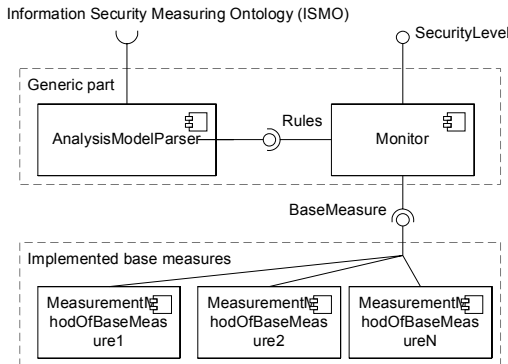 Information Security Measuring Ontology (ISMO)
SecurityLevel
Generic part
Rules
AnalysisModelParser
Monitor
BaseMeasure
Implemented base measures
MeasurementM
hodOfBaseMeas
ure1
MeasurementM
hodOfBaseMeas
ure2
MeasurementM
hodOfBaseMeas
ureN